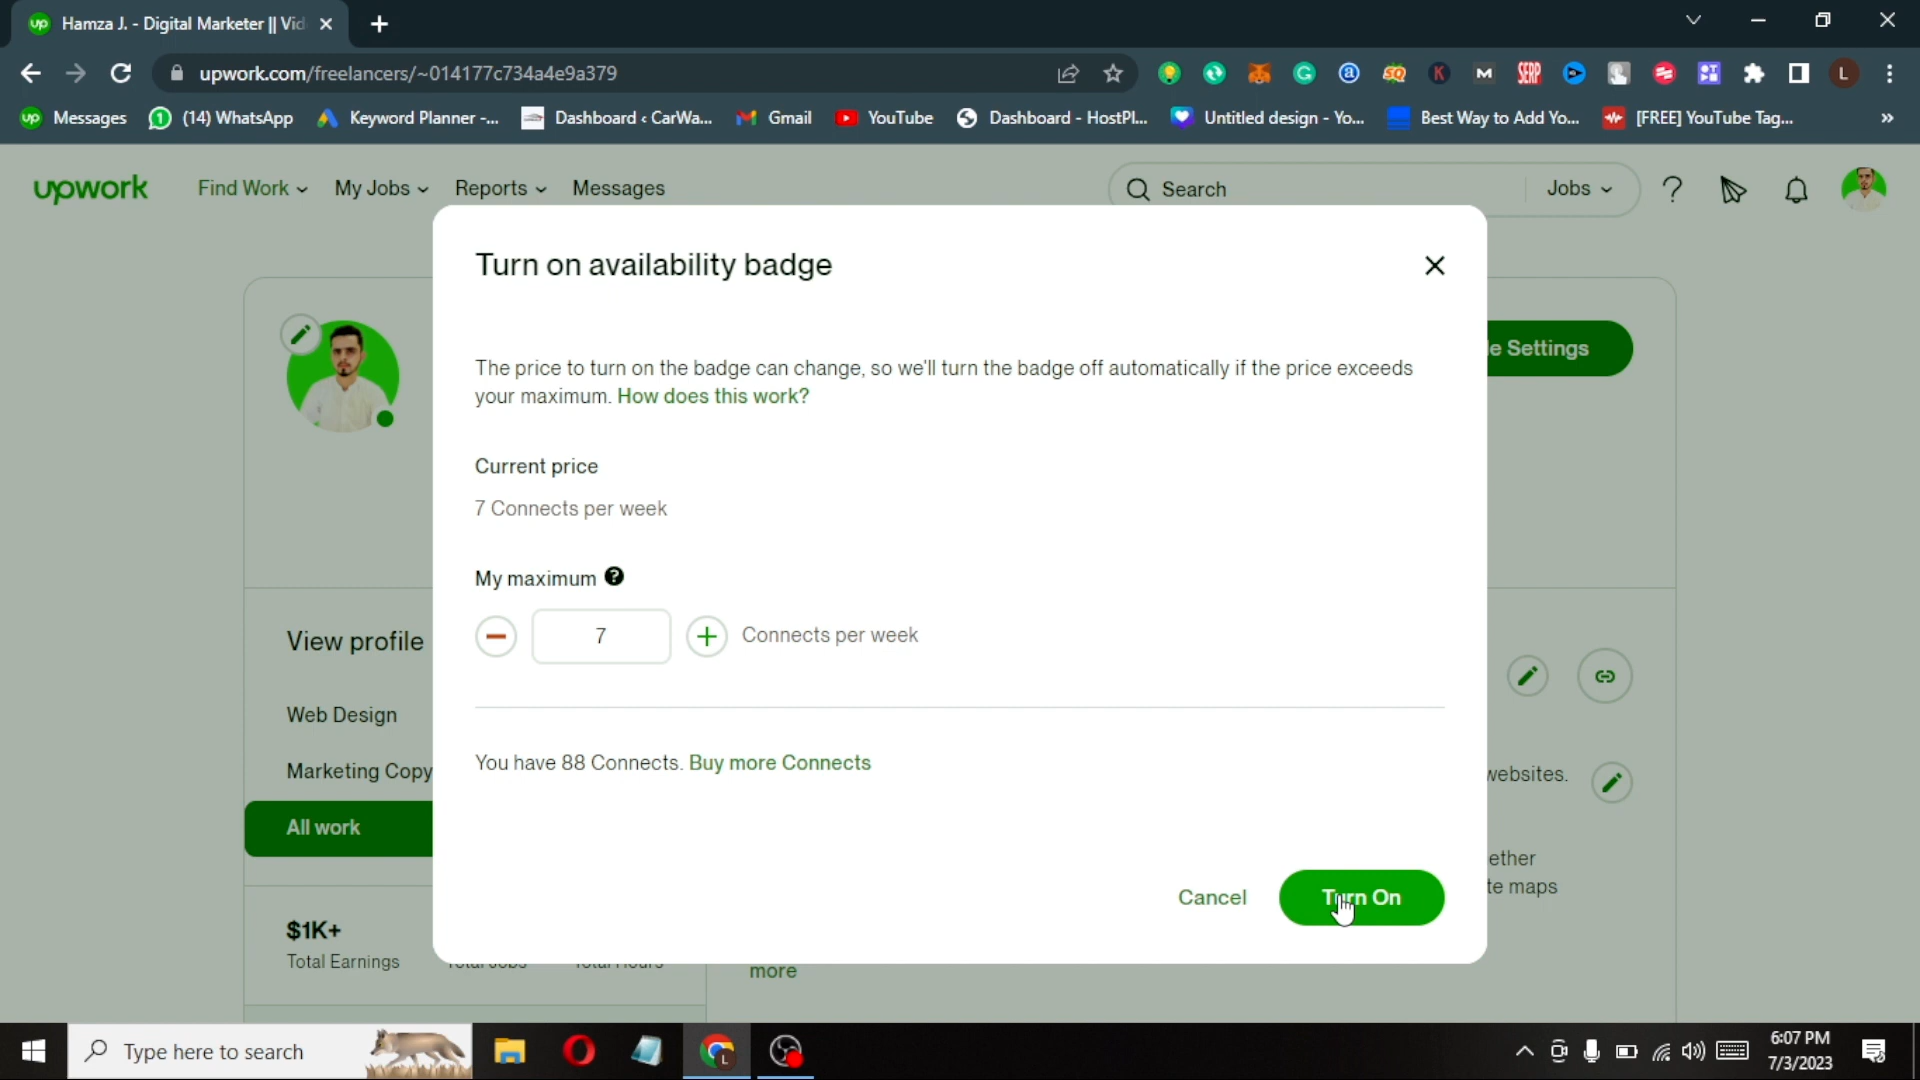 Hamza J. - Digital Marketer || Vid
upwork.com/freelancers/~014177c734a4e9a379
Messages
(14) WhatsApp
Keyword Planner -...
Dashboard ‹ CarWa...
Gmail
YouTube
Dashboard - HostPl...
Untitled design - Yo...
Best Way to Add Yo...
[FREE] YouTube Tag...
»
upwork
Find Work
My Jobs
Reports
Messages
Search
Jobs
Turn on availability badge
e Settings
The price to turn on the badge can change, so we'll turn the badge off automatically if the price exceeds
your maximum. How does this work?
Current price
7 Connects per week
My maximum
7
Connects per week
View profile
Web Design
Marketing Copy
All work
You have 88 Connects. Buy more Connects
websites.
ether
te maps
Cancel
Turn On
$1K+
Total Earnings
Total Jobs
Total Hours
more
Type here to search
6:07 PM
7/3/2023